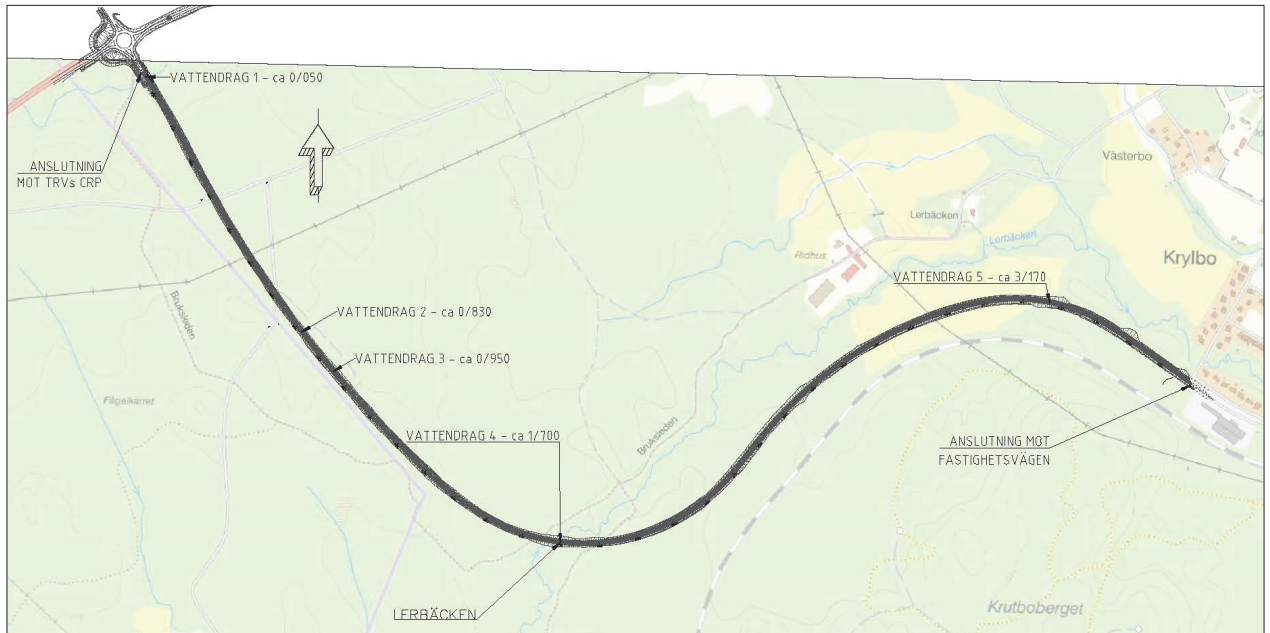 VATTENDRAG 1 - ca 0/050
ANSLUTNING
MOT TRVs CRP
Västerbo
Lerbäcken
Lerbäcken
Ridhus
Krylbo
VATTENDRAG 5 - ca 3/170
Bruksleden
VATTENDRAG 2 - ca 0/830
VATTENDRAG 3 - ca 0/950
Fågelkärret
VATTENDRAG 4 - ca 1/700
Bruksleden
ANSLUTNING MOT
FASTIGHETSVÄGEN
LERBÄCKEN
Krutboberget